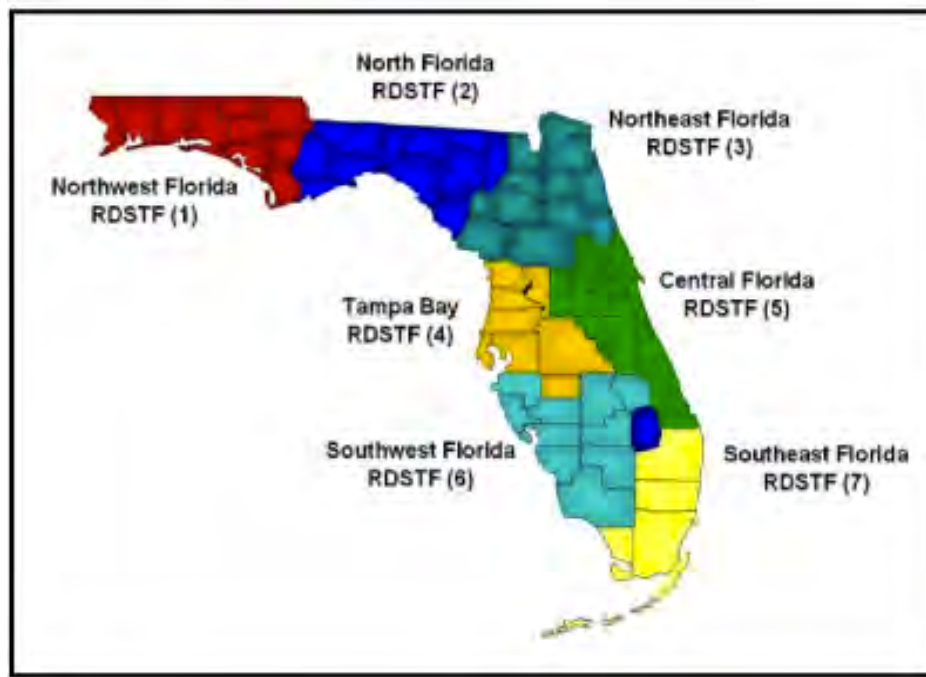 North Florida
RDSTF (2)
Northeast Florida
RDSTF (3)
Northwest Florida
RDSTF (1)
Central Florida
RDSTF (5)
Tampa Bay
RDSTF (4)
Southwest Florida
RDSTF (6)
Southeast Florida
RDSTF (7)